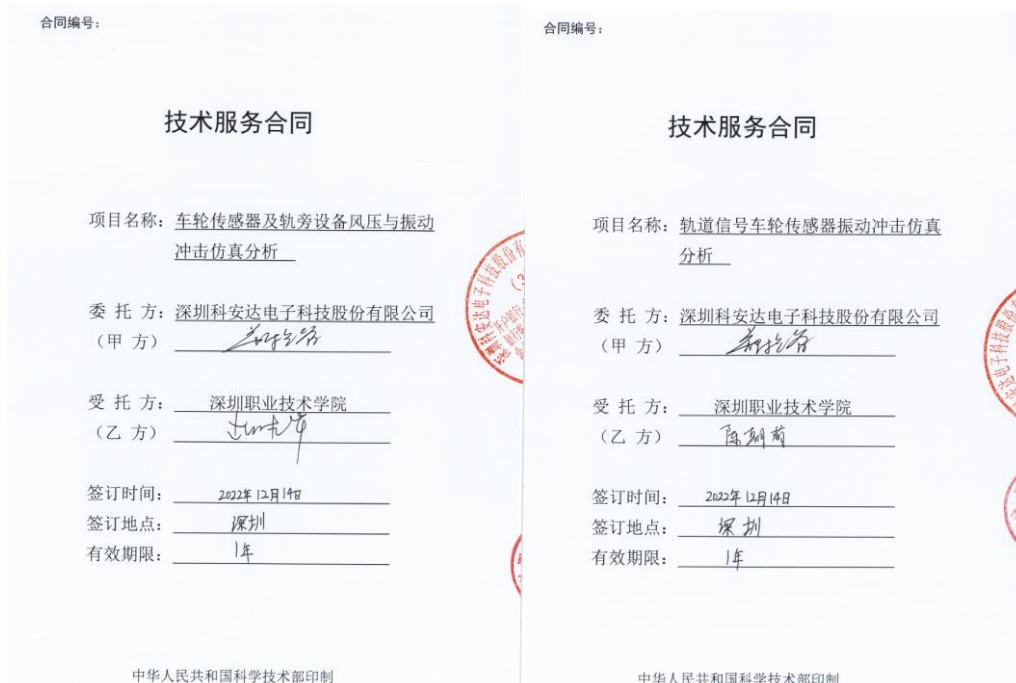 合同编号：
技术服务合同
项目名称：车轮传感器及轨旁设备风压与振动
冲击仿真分析
委 托 方：深圳科安达电子科技股份有限公司
（甲 方）
受 托 方：深圳职业技术学院
（乙 方）
签订时间：2022年12月14日
签订地点：深圳
有效期限：1年
中华人民共和国科学技术部印制
合同编号：
技术服务合同
项目名称：轨道信号车轮传感器振动冲击仿真
分析
委 托 方：深圳科安达电子科技股份有限公司
（甲 方）
受 托 方：深圳职业技术学院
（乙 方）陈朝前
签订时间：2022年12月14日
签订地点：深圳
有效期限：1年
中华人民共和国科学技术部印制